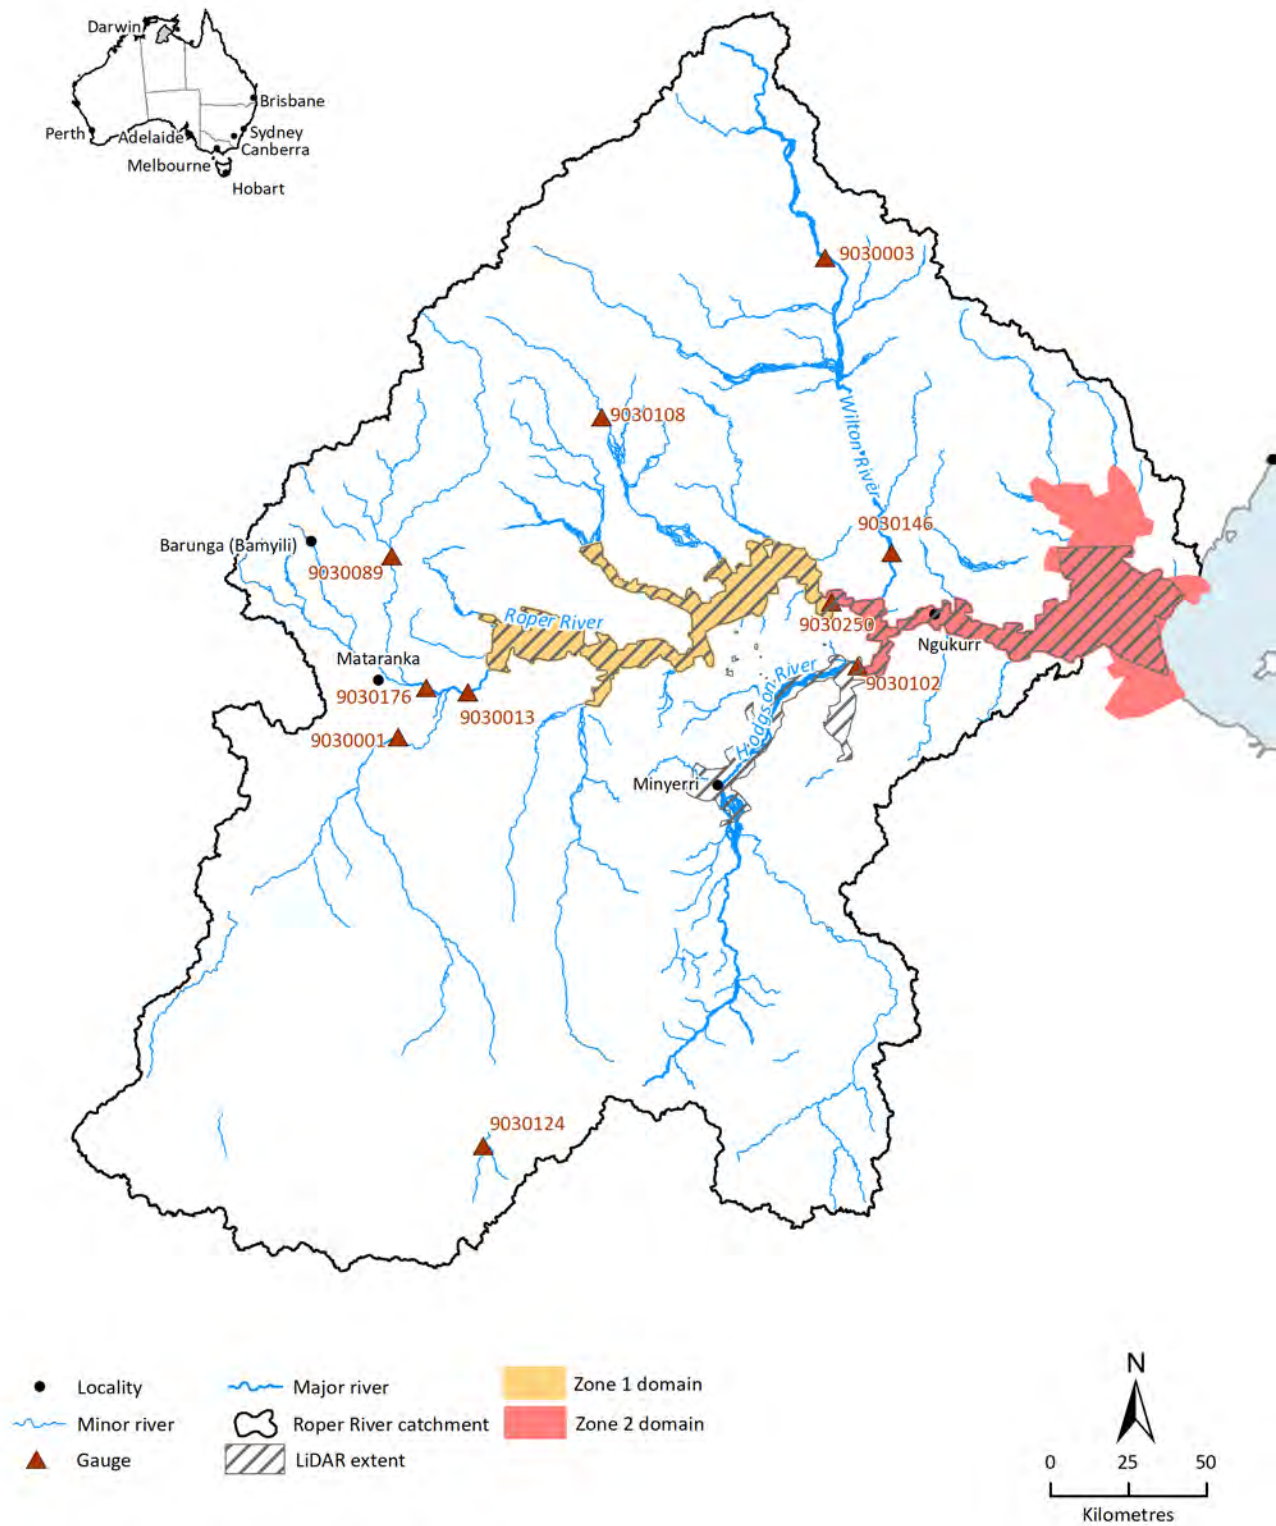 Darwin
Brisbane
Perth
Adelaide
Sydney
Canberra
Melbourne
Hobart
9030003
Wilton River
9030108
9030146
Barunga (Bamyili)
9030089
Roper River
9030250
Ngukurr
Mataranka
9030176
9030102
Hodgson River
9030013
9030001
Minyerri
9030124
N
Locality
Major river
Zone 1 domain
Minor river
Roper River catchment
Zone 2 domain
Gauge
LiDAR extent
0 25 50
Kilometres